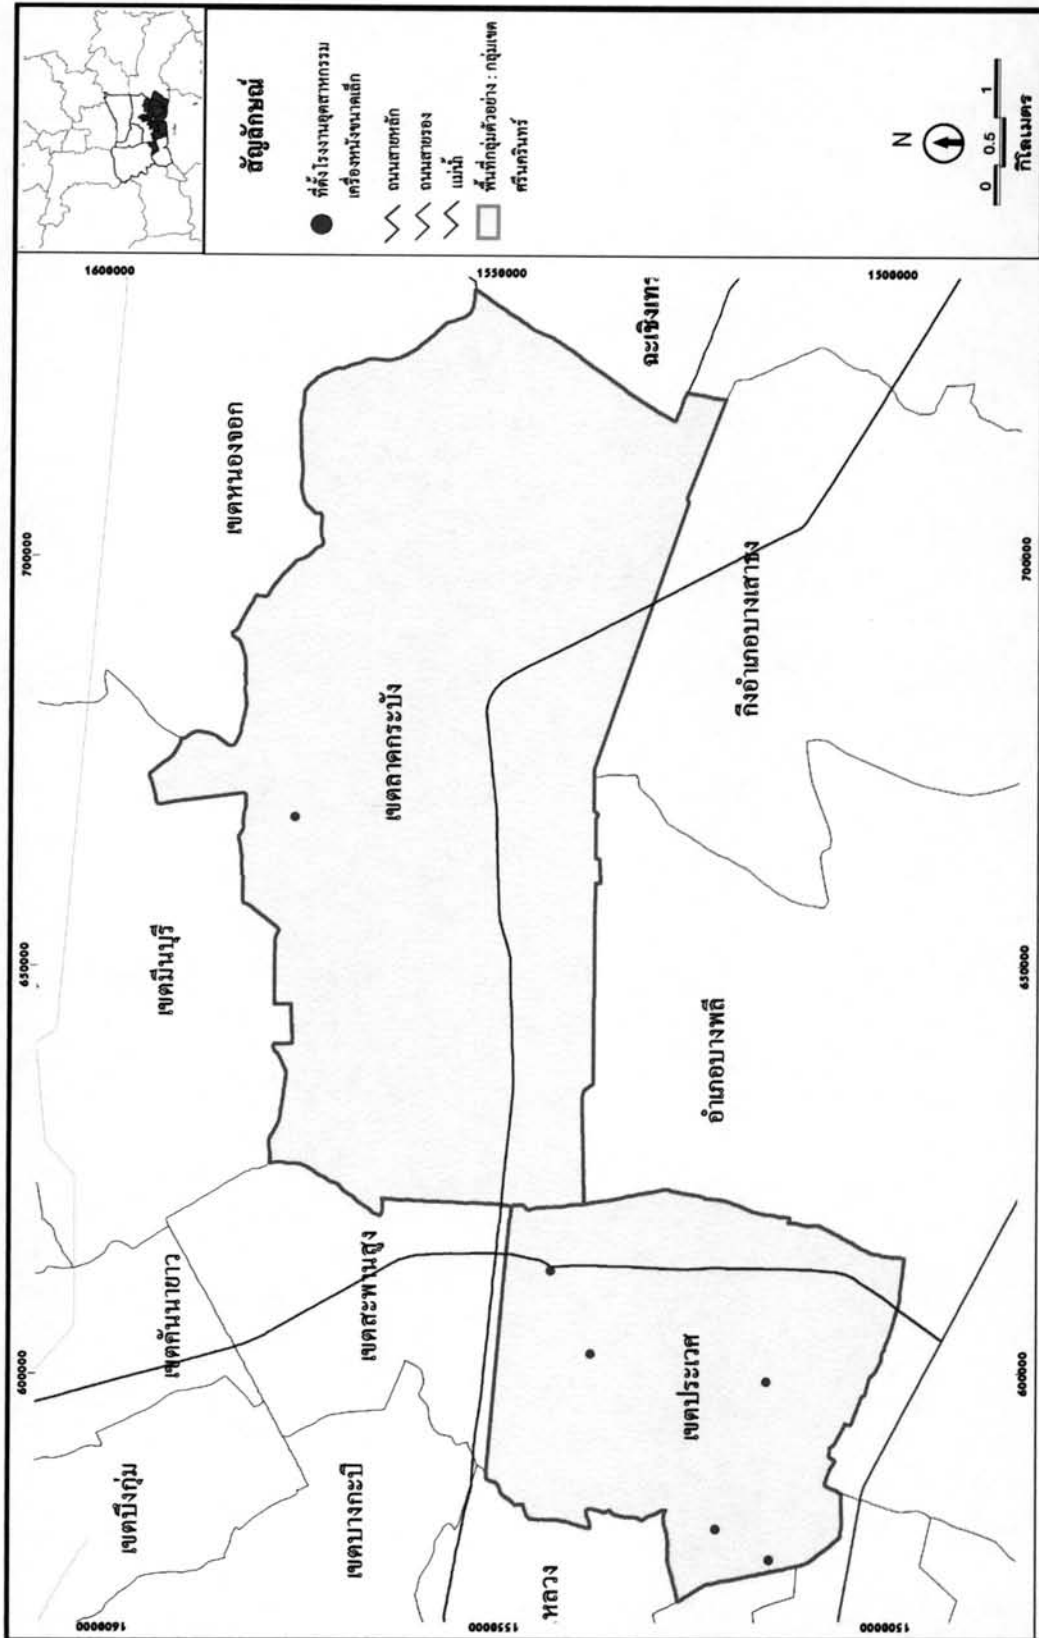 สัญลักษณ์
ที่ตั้งโรงงานอุตสาหกรรม
เครื่องหนังขนาดเล็ก
ถนนสายหลัก
ถนนสายรอง
แม่น้ำ
พื้นที่กลุ่มตัวอย่าง : กลุ่มเขต
ศรีนครินทร์
N
0 0.5 1
กิโลเมตร
600000 650000 700000
1600000 1600000
เขตบึงกุ่ม
เขตคันนายาว
เขตมีนบุรี
เขตหนองจอก
เขตบางกะปิ
เขตสะพานสูง
เขตลาดกระบัง
1550000 1550000
หลวง
เขตประเวศ
อำเภอบางพลี
กิ่งอำเภอบางเสาธง
ฉะเชิงเทร
1500000 1500000
600000 650000 700000